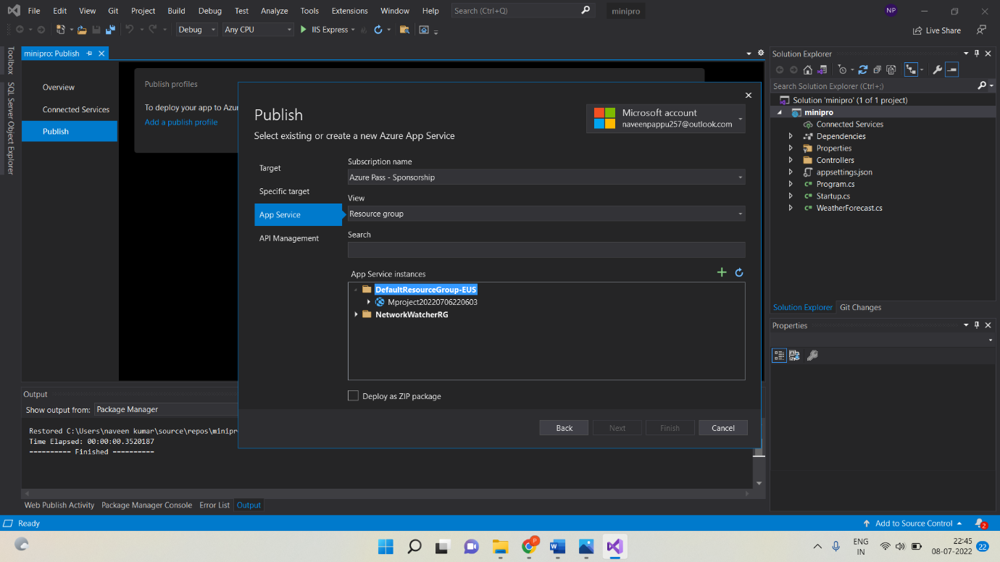 File Edit View Git Project Build Debug Test Analyze Tools Extensions Window Help Search (Ctrl+Q) minipro NP
Debug Any CPU IIS Express Live Share
Toolbox
SQL Server Object Explorer
minipro: Publish
Overview
Connected Services
Publish
Publish profiles
To deploy your app to Azur
Add a publish profile
Publish
Select existing or create a new Azure App Service
Microsoft account
naveenpappu257@outlook.com
Target
Specific target
App Service
API Management
Subscription name
Azure Pass - Sponsorship
View
Resource group
Search
App Service instances
DefaultResourceGroup-EUS
Mproject20220706220603
NetworkWatcherRG
Deploy as ZIP package
Back Next Finish Cancel
Solution Explorer
Search Solution Explorer (Ctrl+;)
Solution 'minipro' (1 of 1 project)
minipro
Connected Services
Dependencies
Properties
Controllers
appsettings.json
C# Program.cs
C# Startup.cs
C# WeatherForecast.cs
Solution Explorer Git Changes
Properties
Output
Show output from: Package Manager
Restored C:\Users\naveen kumar\source\repos\minipr
Time Elapsed: 00:00:00.3520187
========== Finished ==========
Web Publish Activity Package Manager Console Error List Output
Ready Add to Source Control 2
P W ENG
IN
22:45
08-07-2022
22